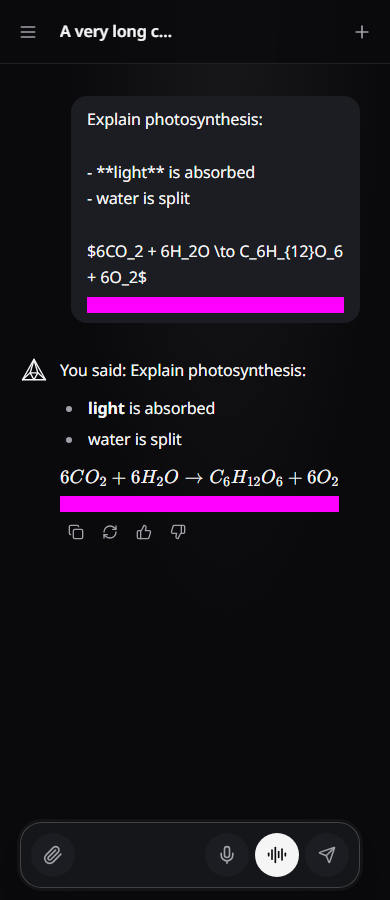 A very long c...
Explain photosynthesis:
- **light** is absorbed
- water is split
$6CO_2 + 6H_2O \to C_6H_{12}O_6
+ 6O_2$
You said: Explain photosynthesis:
• light is absorbed
• water is split
6CO₂ + 6H₂O → C₆H₁₂O₆ + 6O₂